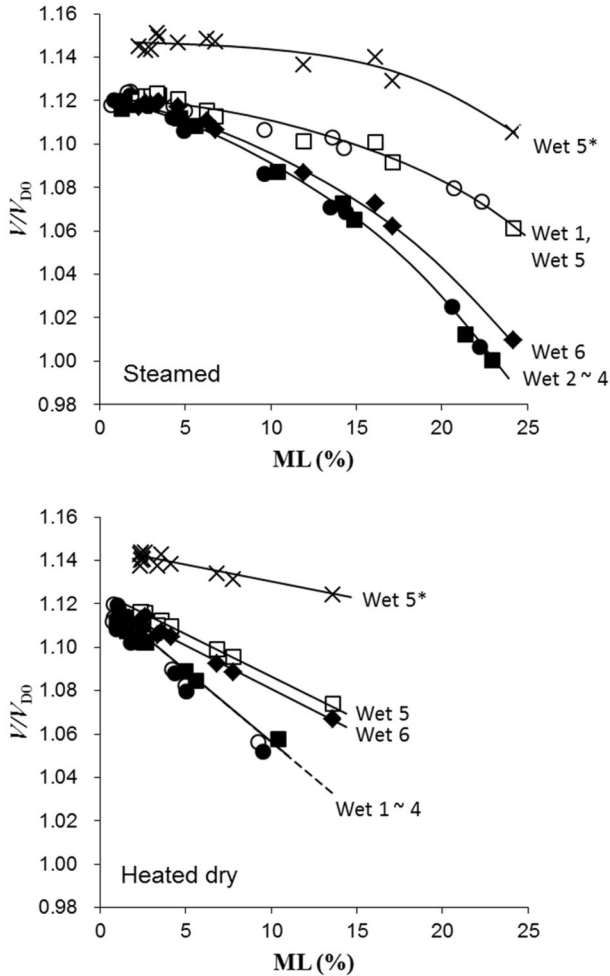 1.16
1.14
1.12
1.10
1.08
1.06
1.04
1.02
1.00
0.98
V/V_D0
Wet 5*
Wet 1,
Wet 5
Wet 6
Wet 2 ~ 4
Steamed
0 5 10 15 20 25
ML (%)
1.16
1.14
1.12
1.10
1.08
1.06
1.04
1.02
1.00
0.98
V/V_D0
Wet 5*
Wet 5
Wet 6
Wet 1 ~ 4
Heated dry
0 5 10 15 20 25
ML (%)